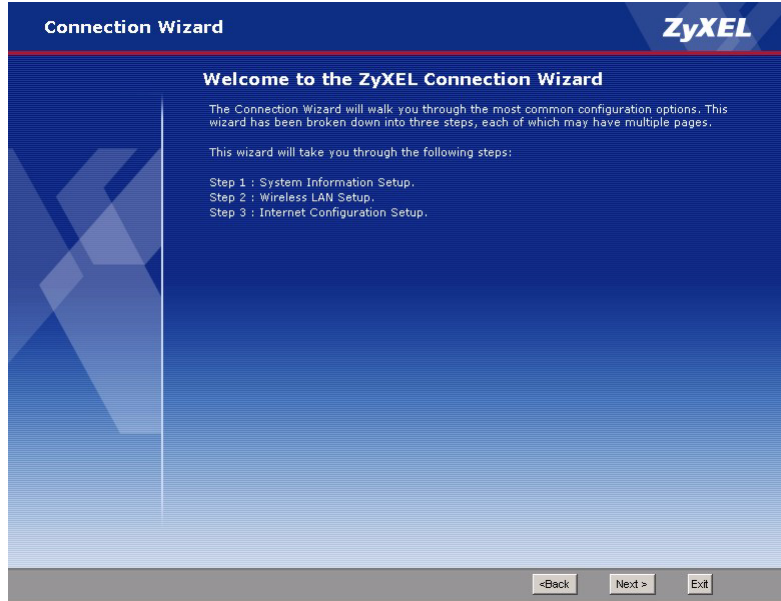 Connection Wizard
ZyXEL
Welcome to the ZyXEL Connection Wizard
The Connection Wizard will walk you through the most common configuration options. This
wizard has been broken down into three steps, each of which may have multiple pages.
This wizard will take you through the following steps:
Step 1 : System Information Setup.
Step 2 : Wireless LAN Setup.
Step 3 : Internet Configuration Setup.
<Back
Next >
Exit